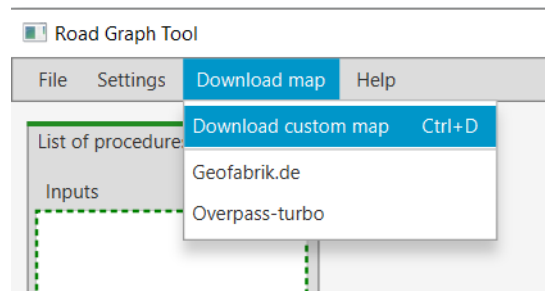 Road Graph Tool
File Settings Download map Help
Download custom map Ctrl+D
List of procedure
Geofabrik.de
Inputs
Overpass-turbo